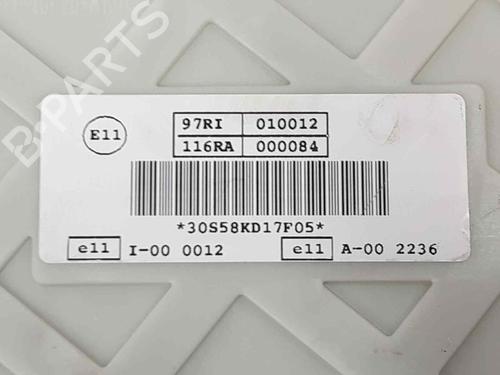 E11
97RI 010012
116RA 000084
*30S58KD17F05*
e11 I-00 0012 e11 A-00 2236
B-PARTS